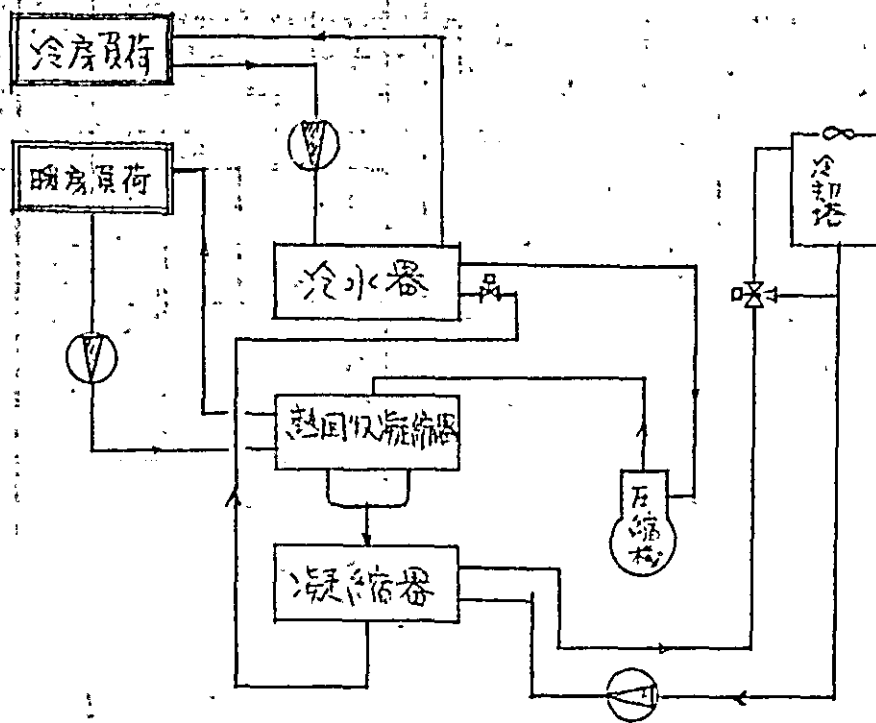 冷房負荷
暖房負荷
冷却塔
冷水器
熱回収凝縮器
圧縮機
凝縮器